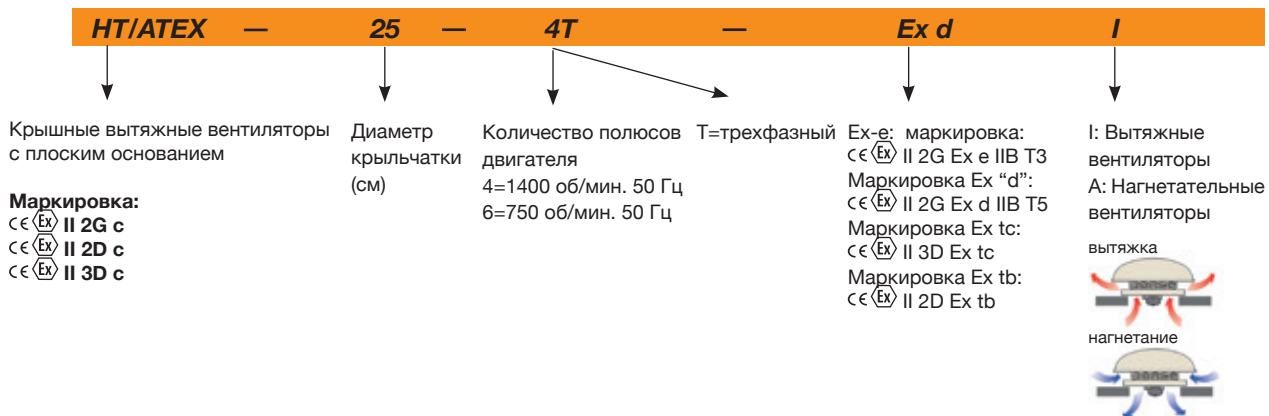 HT/ATEX — 25 — 4T — Ex d I
Крышные вытяжные вентиляторы
с плоским основанием
Маркировка:
CE Ex II 2G c
CE Ex II 2D c
CE Ex II 3D c
Диаметр
крыльчатки
(см)
Количество полюсов
двигателя
4=1400 об/мин. 50 Гц
6=750 об/мин. 50 Гц
Т=трехфазный
Ex-e: маркировка:
CE Ex II 2G Ex e IIB T3
Маркировка Ex “d”:
CE Ex II 2G Ex d IIB T5
Маркировка Ex tc:
CE Ex II 3D Ex tc
Маркировка Ex tb:
CE Ex II 2D Ex tb
I: Вытяжные
вентиляторы
А: Нагнетательные
вентиляторы
вытяжка
нагнетание